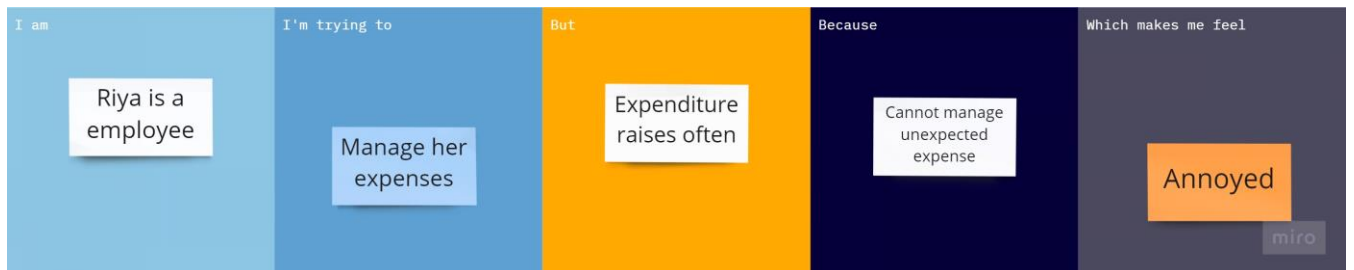 I am
Riya is a
employee
I'm trying to
Manage her
expenses
But
Expenditure
raises often
Because
Cannot manage
unexpected
expense
Which makes me feel
Annoyed
miro